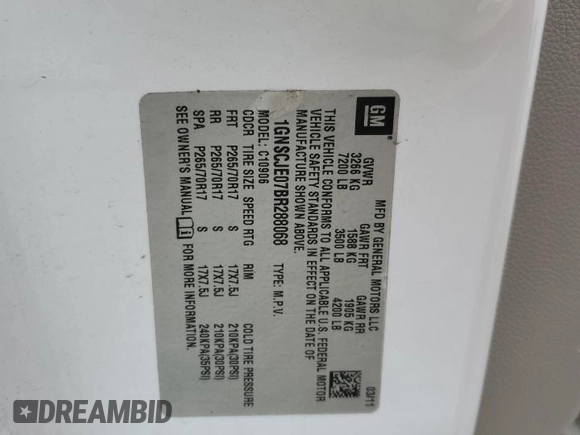 GM
MFD BY GENERAL MOTORS LLC
03/11
GVWR GAWR FRT GAWR RR
3266 KG 1588 KG 1905 KG
7200 LB 3500 LB 4200 LB
THIS VEHICLE CONFORMS TO ALL APPLICABLE U.S. FEDERAL MOTOR
VEHICLE SAFETY STANDARDS IN EFFECT ON THE DATE OF
MANUFACTURE SHOWN ABOVE.
1GNSCJE07BR288068 TYPE: M.P.V.
MODEL: C10906
CDCR TIRE SIZE SPEED RTG RIM COLD TIRE PRESSURE
FRT P265/70R17 S 17X7.5J 210KPA(30PSI)
RR P265/70R17 S 17X7.5J 210KPA(30PSI)
SPA P265/70R17 S 17X7.5J 240KPA(35PSI)
SEE OWNER'S MANUAL FOR MORE INFORMATION.
DREAMBID